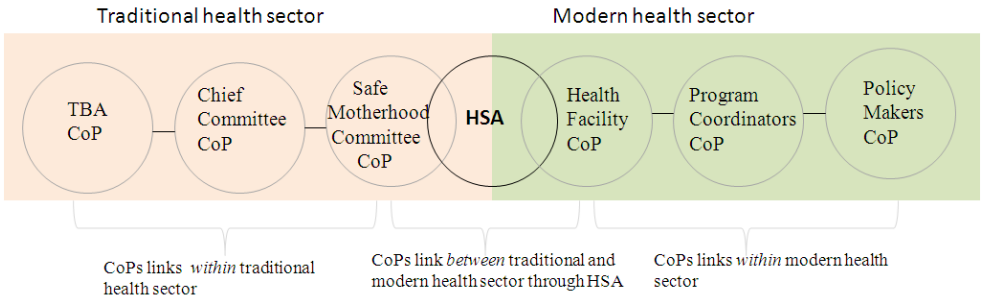 Traditional health sector
Modern health sector
TBA
CoP
Chief
Committee
CoP
Safe
Motherhood
Committee
CoP
HSA
Health
Facility
CoP
Program
Coordinators
CoP
Policy
Makers
CoP
CoPs links within traditional
health sector
CoPs link between traditional and
modern health sector through HSA
CoPs links within modern health
sector